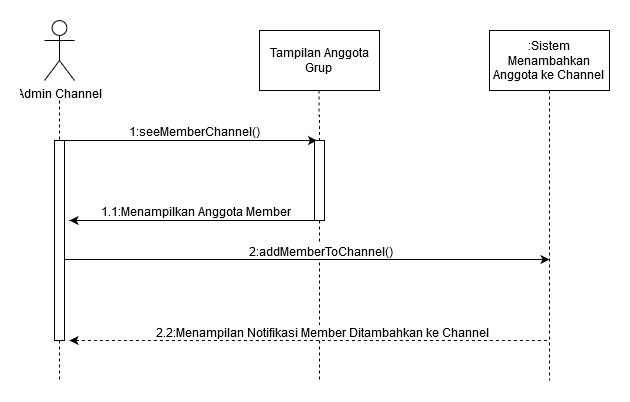 Admin Channel
Tampilan Anggota
Grup
:Sistem
Menambahkan
Anggota ke Channel
1:seeMemberChannel()
1.1:Menampilkan Anggota Member
2:addMemberToChannel()
2.2:Menampilan Notifikasi Member Ditambahkan ke Channel